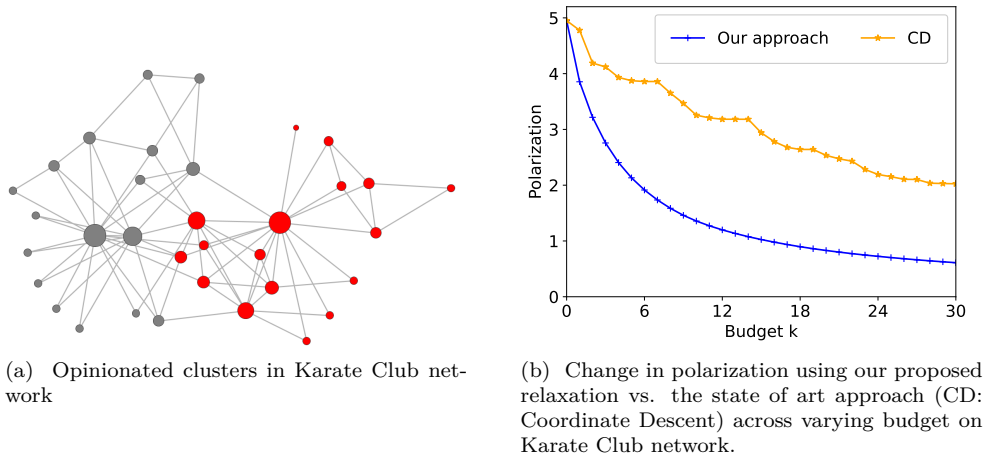 (a) Opinionated clusters in Karate Club net-
work
5
4
3
2
1
0
Polarization
Our approach
CD
0 6 12 18 24 30
Budget k
(b) Change in polarization using our proposed
relaxation vs. the state of art approach (CD:
Coordinate Descent) across varying budget on
Karate Club network.